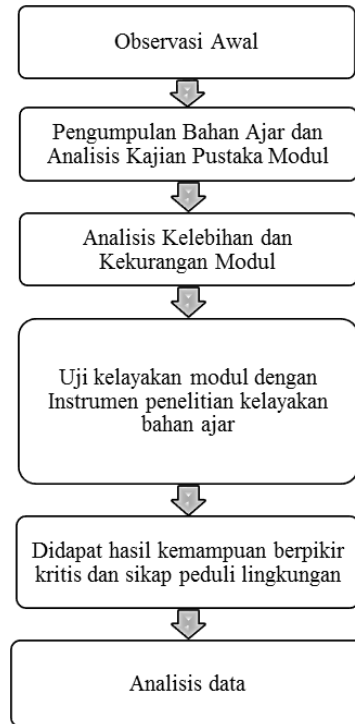 Observasi Awal
Pengumpulan Bahan Ajar dan
Analisis Kajian Pustaka Modul
Analisis Kelebihan dan
Kekurangan Modul
Uji kelayakan modul dengan
Instrumen penelitian kelayakan
bahan ajar
Didapat hasil kemampuan berpikir
kritis dan sikap peduli lingkungan
Analisis data